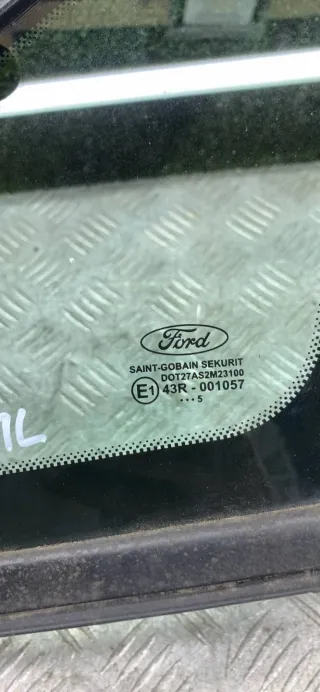 Ford
SAINT-GOBAIN SEKURIT
DOT27AS2M23100
E1 43R - 001057
... 5